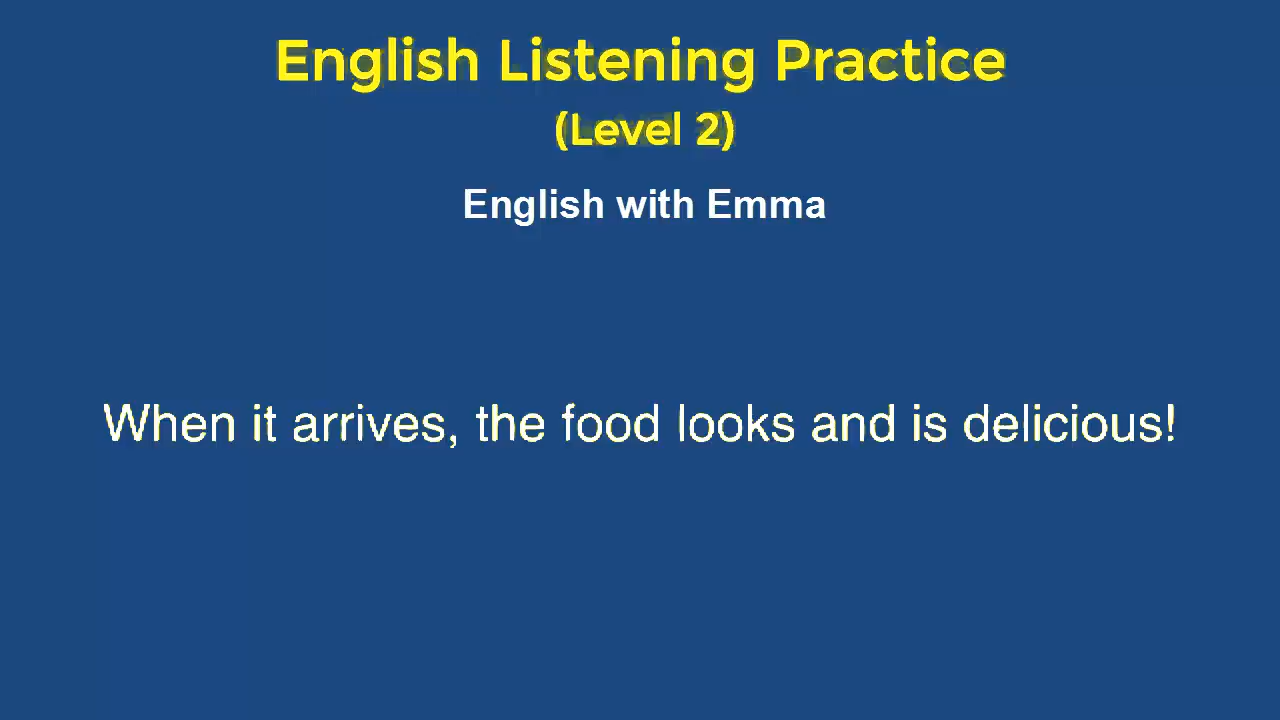 English Listening Practice
(Level 2)
English with Emma
When it arrives, the food looks and is delicious!